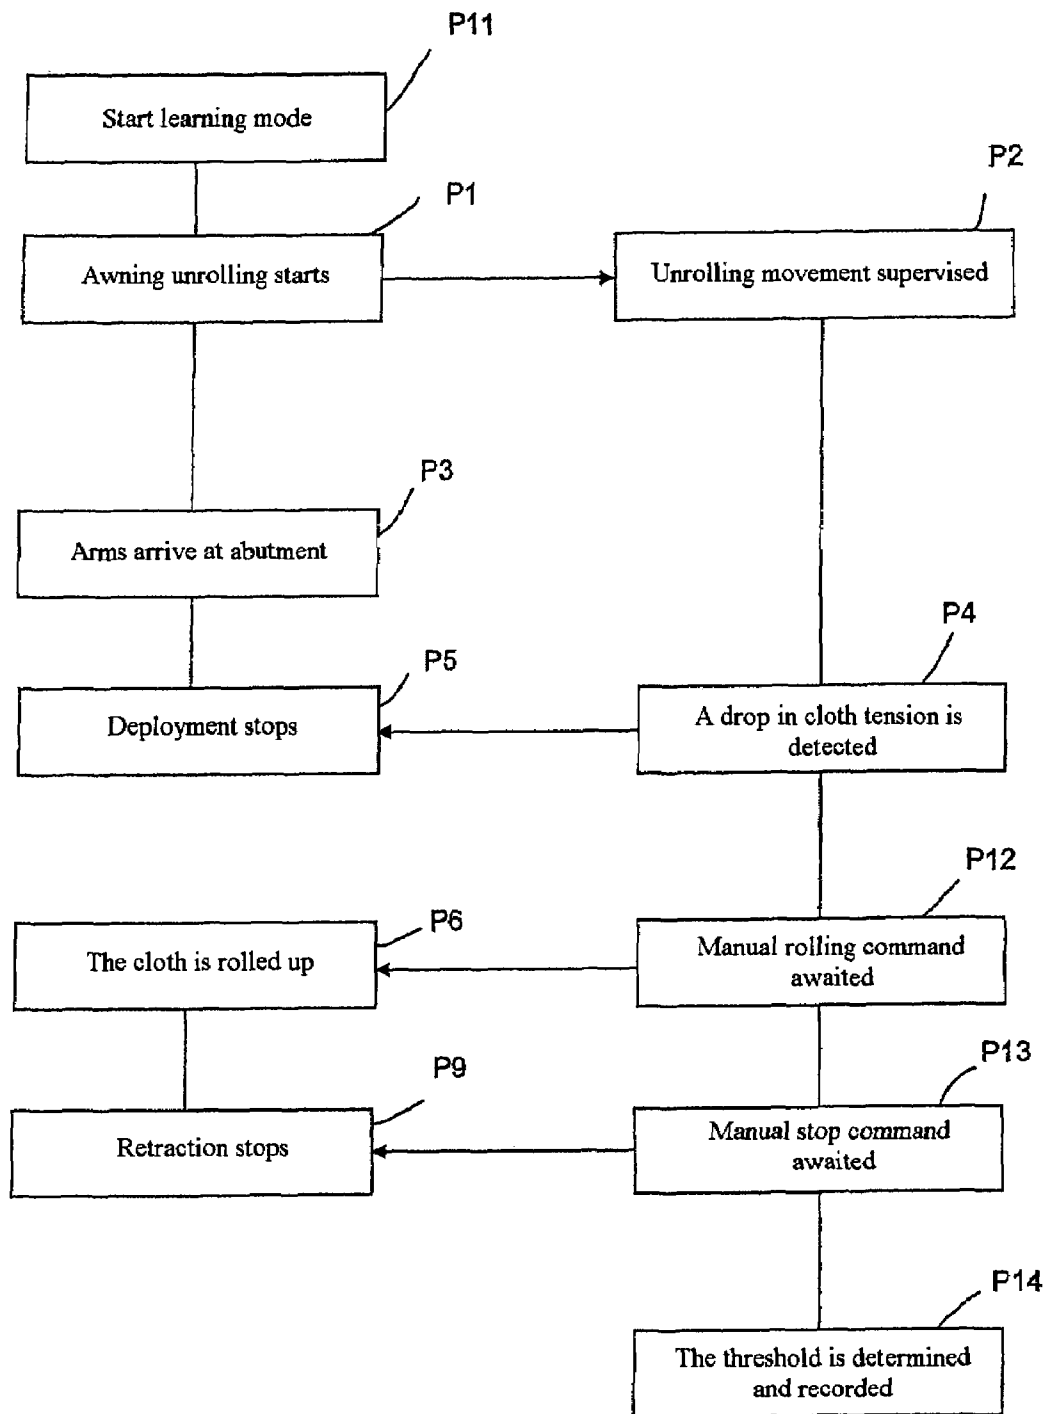 P11
Start learning mode
P1
P2
Awning unrolling starts
Unrolling movement supervised
P3
Arms arrive at abutment
P4
P5
Deployment stops
A drop in cloth tension is
detected
P12
P6
The cloth is rolled up
Manual rolling command
awaited
P13
P9
Retraction stops
Manual stop command
awaited
P14
The threshold is determined
and recorded